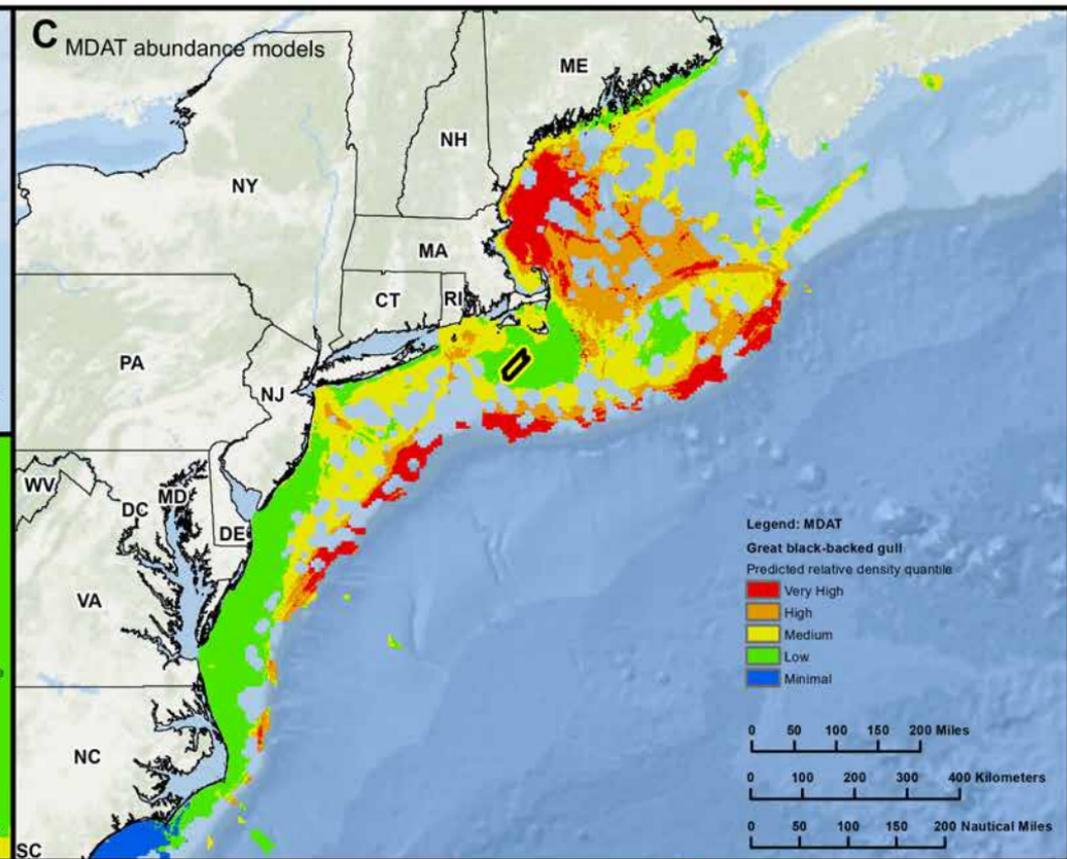 C MDAT abundance models
ME
NH
NY
MA
CT
RI
PA
NJ
WV
MD
DC
DE
VA
NC
SC
Legend: MDAT
Great black-backed gull
Predicted relative density quantile
Very High
High
Medium
Low
Minimal
0 50 100 150 200 Miles
0 100 200 300 400 Kilometers
0 50 100 150 200 Nautical Miles